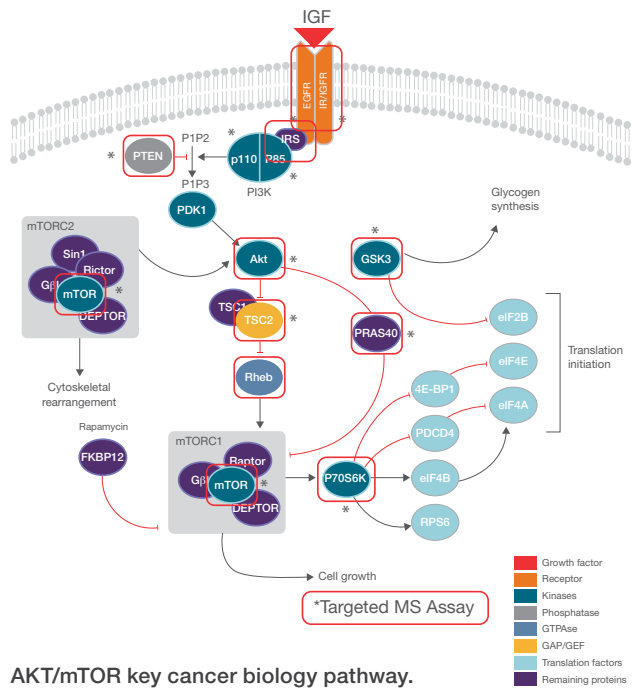 IGF
EGFR
IR/IGFR
*
*
IRS
*
P1P2
*
PTEN
p110
P85
*
PI3K
P1P3
PDK1
Glycogen
synthesis
mTORC2
Sin1
Rictor
Gβ
mTOR
*
DEPTOR
Akt
*
*
GSK3
TSC1
TSC2
*
PRAS40
*
eIF2B
Translation
initiation
eIF4E
eIF4A
Rheb
4E-BP1
PDCD4
Cytoskeletal
rearrangement
Rapamycin
FKBP12
mTORC1
Raptor
Gβ
mTOR
*
DEPTOR
P70S6K
*
eIF4B
RPS6
Cell growth
*Targeted MS Assay
Growth factor
Receptor
Kinases
Phosphatase
GTPAse
GAP/GEF
Translation factors
Remaining proteins
AKT/mTOR key cancer biology pathway.